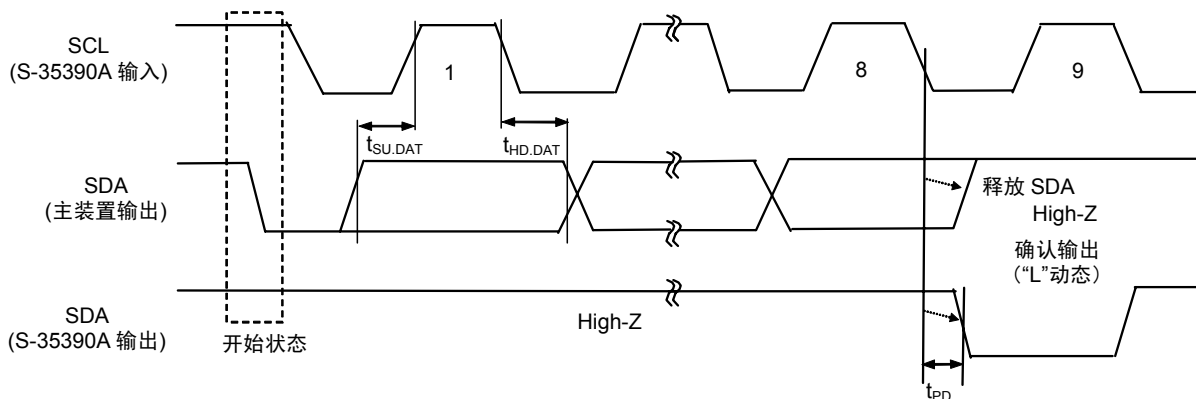 SCL
(S-35390A 输入)
1
8
9
tSU.DAT
tHD.DAT
SDA
(主装置输出)
释放 SDA
High-Z
确认输出
(“L”动态)
SDA
(S-35390A 输出)
High-Z
开始状态
tPD